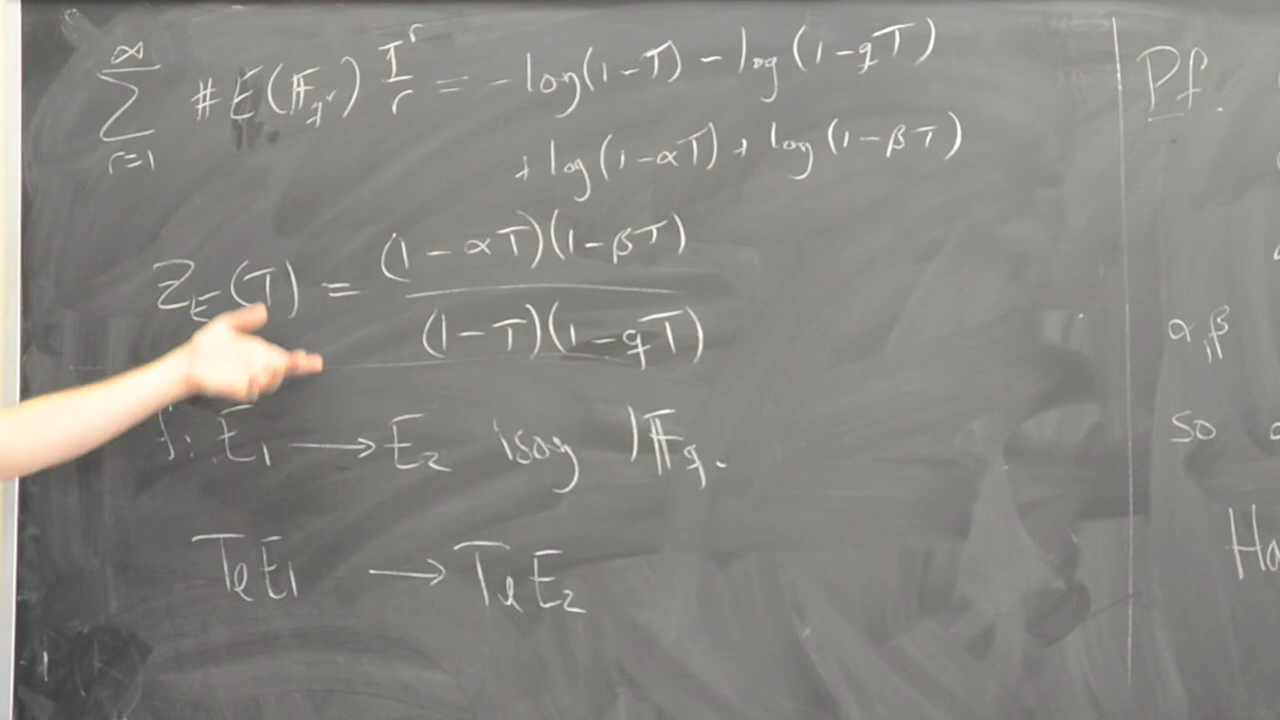 ∞
∑ #E(𝔽_{q^r}) T^r/r = -log(1-T) - log(1-qT)
r=1
+ log(1-αT) + log(1-βT)
Z_E(T) = (1-αT)(1-βT)
(1-T)(1-qT)
f: E_1 ⟶ E_2 isog /𝔽_q.
T_ℓE_1 ⟶ T_ℓE_2
Pf.
α,β
so